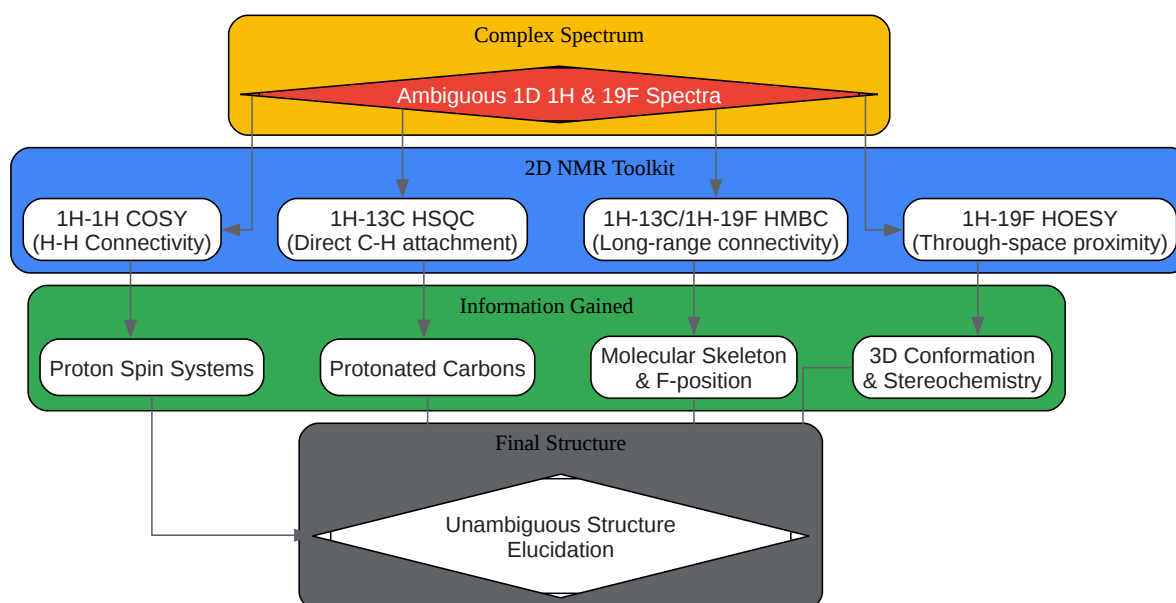 Complex Spectrum
Ambiguous 1D 1H & 19F Spectra
2D NMR Toolkit
1H-1H COSY
(H-H Connectivity)
1H-13C HSQC
(Direct C-H attachment)
1H-13C/1H-19F HMBC
(Long-range connectivity)
1H-19F HOESY
(Through-space proximity)
Information Gained
Proton Spin Systems
Protonated Carbons
Molecular Skeleton
& F-position
3D Conformation
& Stereochemistry
Final Structure
Unambiguous Structure
Elucidation